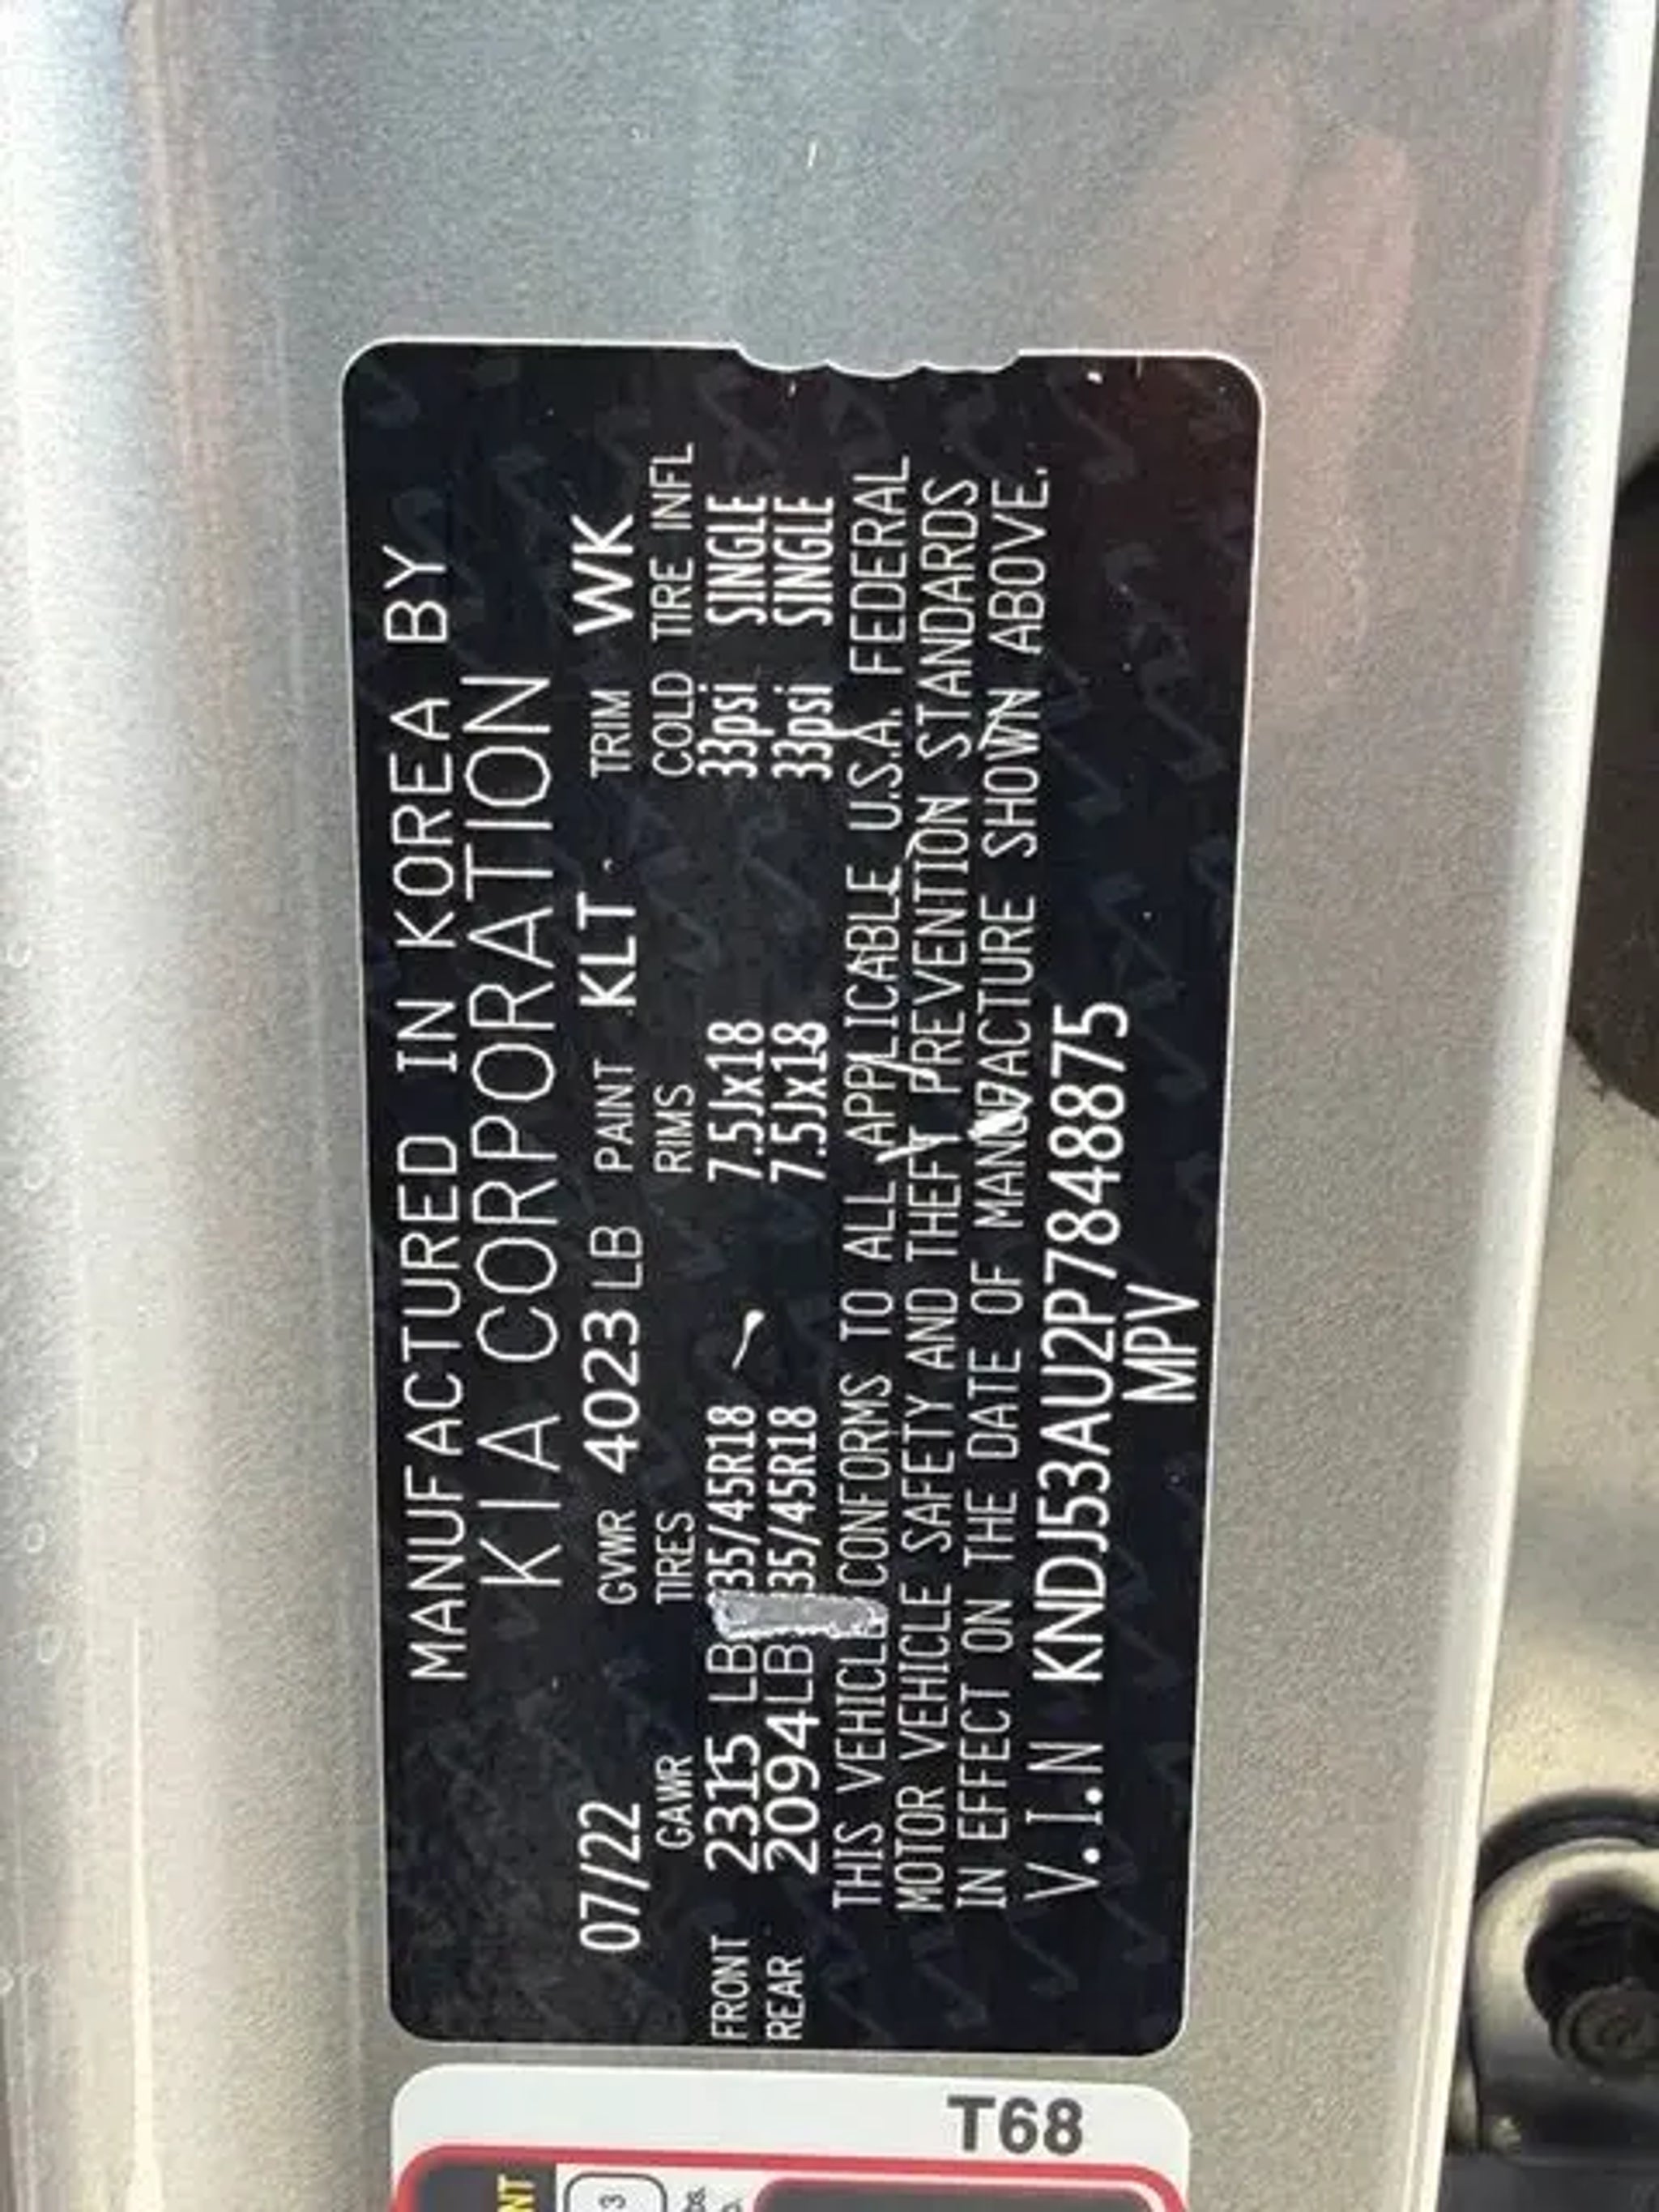 MANUFACTURED IN KOREA BY
KIA CORPORATION
07/22 GVWR 4023 LB PAINT KLT TRIM WK
GAWR TIRES RIMS COLD TIRE INFL
FRONT 2315 LB 35/45R18 7.5Jx18 33psi SINGLE
REAR 2094LB 35/45R18 7.5Jx18 33psi SINGLE
THIS VEHICLE CONFORMS TO ALL APPLICABLE U.S.A. FEDERAL
MOTOR VEHICLE SAFETY AND THEFT PREVENTION STANDARDS
IN EFFECT ON THE DATE OF MANUFACTURE SHOWN ABOVE.
V.I.N KNDJ53AU2P7848875
MPV
T68
NT
3